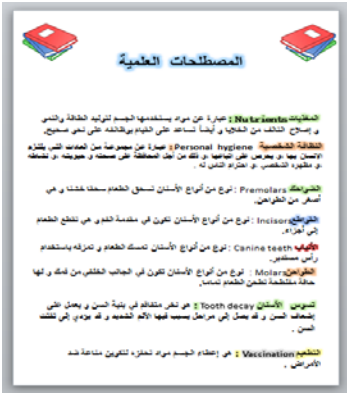 المصطلحات العلمية
المغذيات Nutrients : عبارة عن مواد يستخدمها الجسم لتوليد الطاقة والنمو
و إصلاح التالف من الخلايا و أيضاً تساعد على القيام بوظائفه على نحو صحيح.
النظافة الشخصية Personal hygiene : عبارة عن مجموعة من العادات التي يلتزم
الإنسان بها و يحرص على اتباعها و ذلك من أجل المحافظة على صحته و حيويته و نشاطه
و مظهره الشخصي و احترام الناس له .
الضواحك Premolars : نوع من أنواع الأسنان تسحق الطعام سحقا خشنا و هي
أصغر من الطواحن.
القواطع Incisors : نوع من أنواع الأسنان تكون في مقدمة الفم و هي تقطع الطعام
إلى أجزاء.
الأنياب Canine teeth : نوع من أنواع الأسنان تمسك الطعام و تمزقه باستخدام
رأس مستدير.
الطواحن Molars : نوع من أنواع الأسنان تكون في الجانب الخلفي من فمك و لها
حافة مفلطحة تطحن الطعام تماما.
تسوس الأسنان Tooth decay : هو نخر متفاقم في بنية السن و يعمل على
إضعاف السن و قد يصل إلى مراحل يسبب فيها الألم الشديد و قد يؤدي إلى تفتت
السن .
التطعيم Vaccination : هي إعطاء الجسم مواد تحفزه لتكوين مناعة ضد
الأمراض .